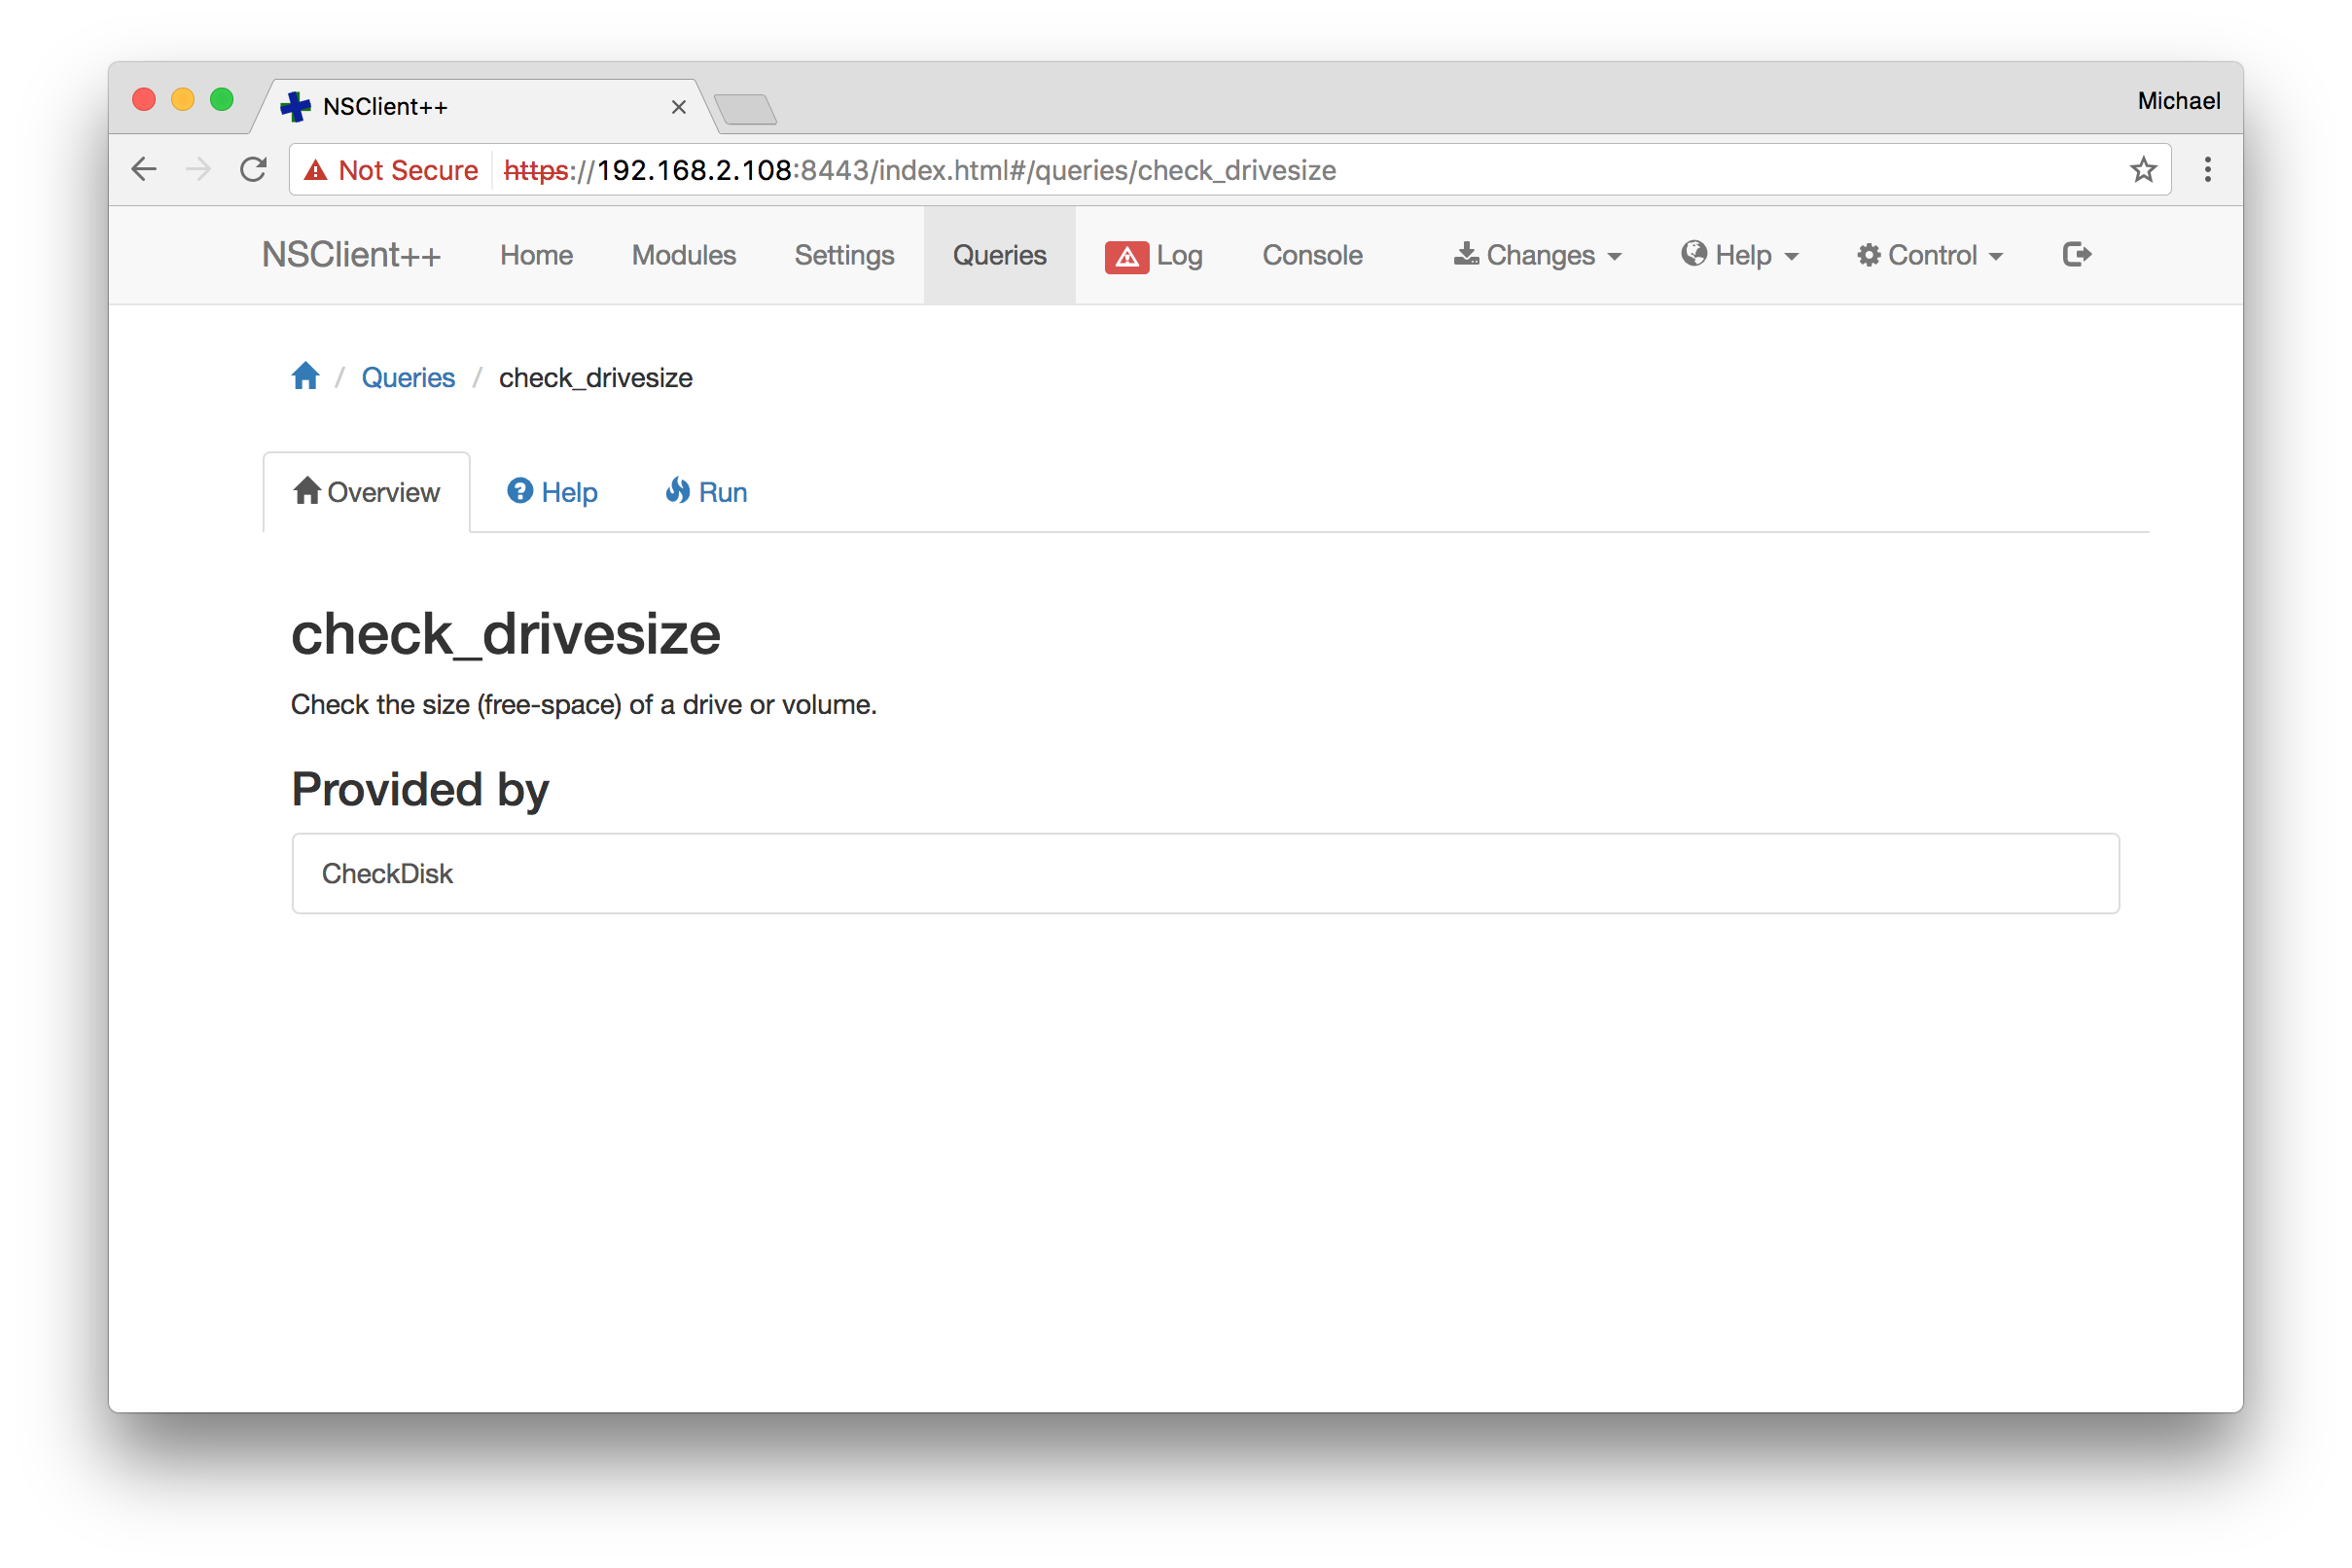 NSClient++
Michael
Not Secure https://192.168.2.108:8443/index.html#/queries/check_drivesize
NSClient++ Home Modules Settings Queries Log Console Changes Help Control
/ Queries / check_drivesize
Overview Help Run
check_drivesize
Check the size (free-space) of a drive or volume.
Provided by
CheckDisk